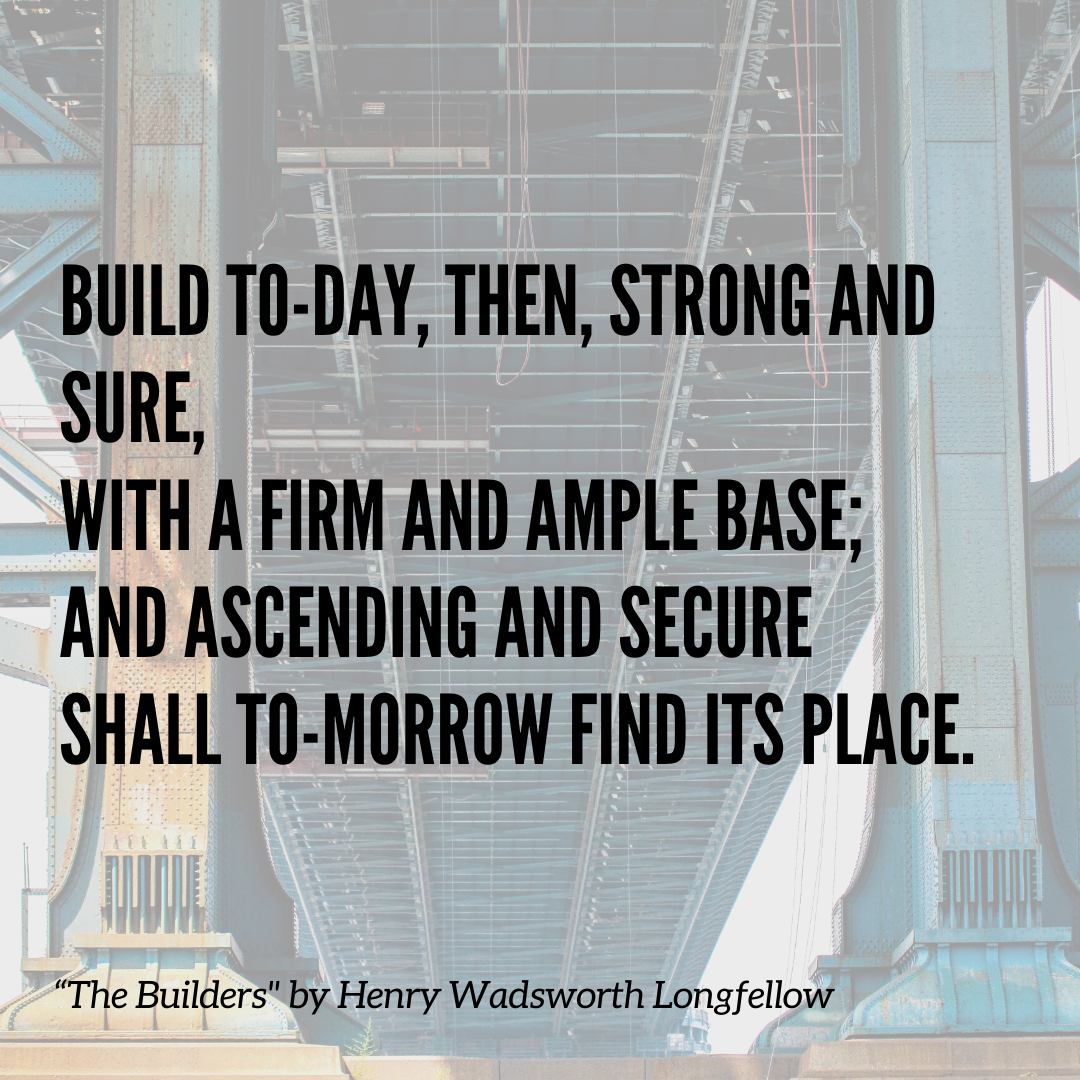 BUILD TO-DAY, THEN, STRONG AND
SURE,
WITH A FIRM AND AMPLE BASE;
AND ASCENDING AND SECURE
SHALL TO-MORROW FIND ITS PLACE.
“The Builders" by Henry Wadsworth Longfellow